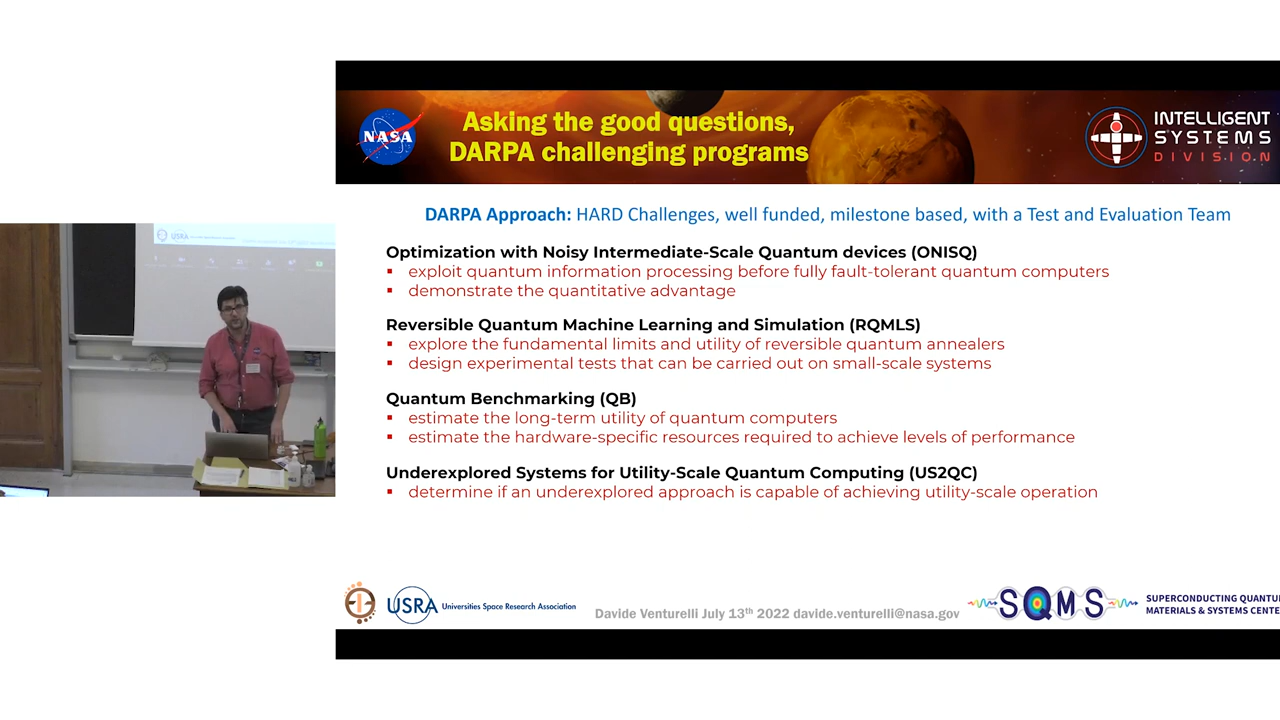 NASA
Asking the good questions,
DARPA challenging programs
INTELLIGENT
SYSTEMS
DIVISION
DARPA Approach: HARD Challenges, well funded, milestone based, with a Test and Evaluation Team
Optimization with Noisy Intermediate-Scale Quantum devices (ONISQ)
▪ exploit quantum information processing before fully fault-tolerant quantum computers
▪ demonstrate the quantitative advantage
Reversible Quantum Machine Learning and Simulation (RQMLS)
▪ explore the fundamental limits and utility of reversible quantum annealers
▪ design experimental tests that can be carried out on small-scale systems
Quantum Benchmarking (QB)
▪ estimate the long-term utility of quantum computers
▪ estimate the hardware-specific resources required to achieve levels of performance
Underexplored Systems for Utility-Scale Quantum Computing (US2QC)
▪ determine if an underexplored approach is capable of achieving utility-scale operation
USRA
USRA Universities Space Research Association
Davide Venturelli July 13th 2022 davide.venturelli@nasa.gov
SQMS
SUPERCONDUCTING QUANTUM
MATERIALS & SYSTEMS CENTE